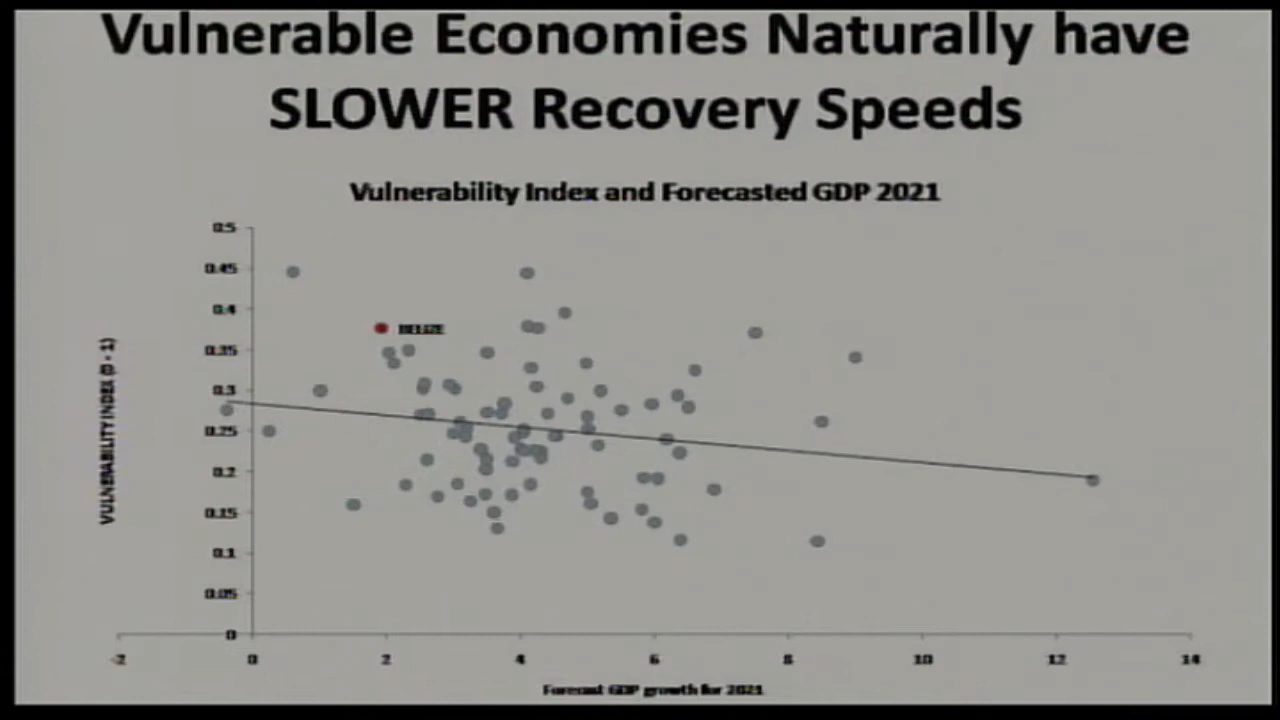 Vulnerable Economies Naturally have
SLOWER Recovery Speeds
Vulnerability Index and Forecasted GDP 2021
0.5
0.45
0.4
0.35
0.3
0.25
0.2
0.15
0.1
0.05
0
BELIZE
VULNERABILITY INDEX (0 - 1)
-2 0 2 4 6 8 10 12 14
Forecast GDP growth for 2021